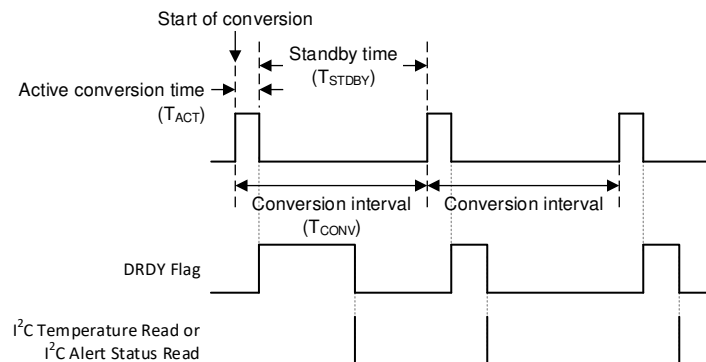 Start of conversion
Standby time
(TSTDBY)
Active conversion time
(TACT)
Conversion interval
(TCONV)
Conversion interval
DRDY Flag
I²C Temperature Read or
I²C Alert Status Read